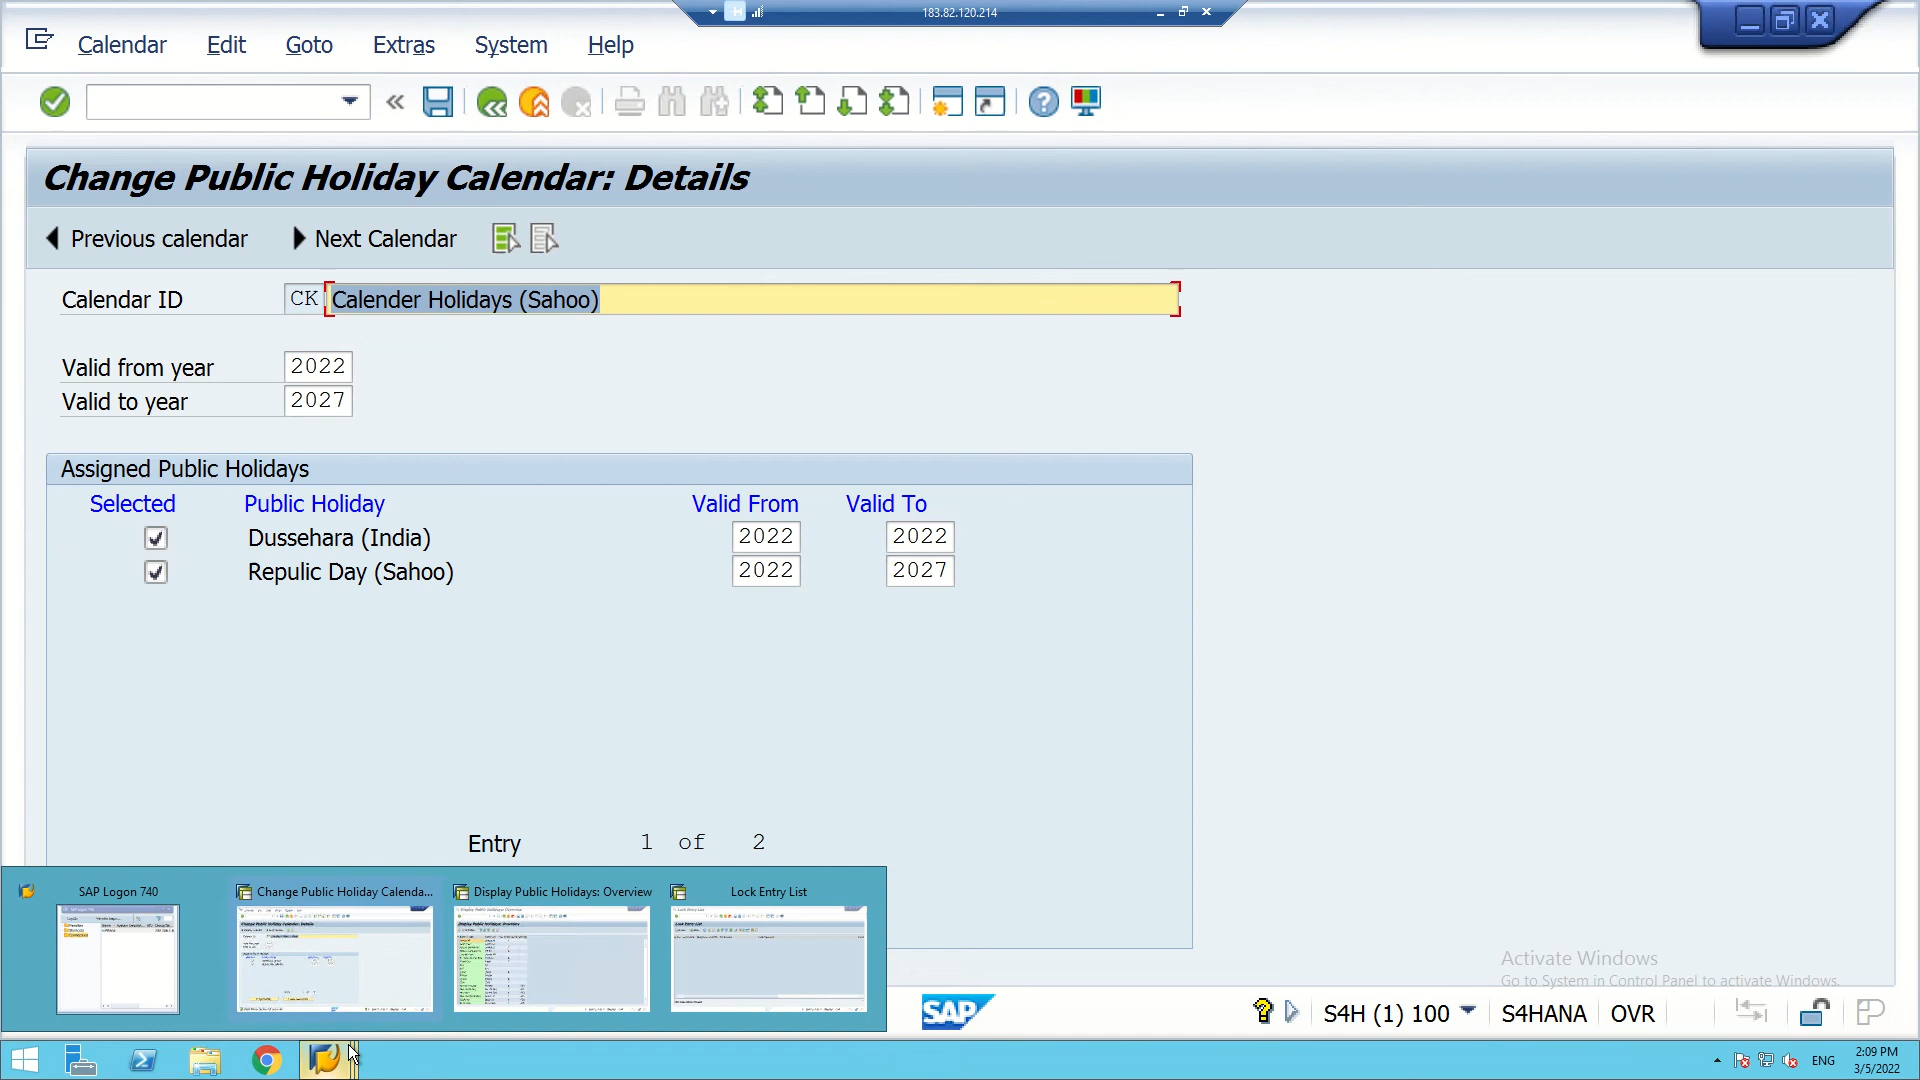 183.82.120.214
Calendar Edit Goto Extras System Help
Change Public Holiday Calendar: Details
Previous calendar Next Calendar
Calendar ID CK Calender Holidays (Sahoo)
Valid from year 2022
Valid to year 2027
Assigned Public Holidays
Selected Public Holiday Valid From Valid To
Dussehara (India) 2022 2022
Repulic Day (Sahoo) 2022 2027
Entry 1 of 2
SAP Logon 740 Change Public Holiday Calenda... Display Public Holidays: Overview Lock Entry List
Activate Windows
Go to System in Control Panel to activate Windows.
SAP S4H (1) 100 S4HANA OVR
ENG 2:09 PM
3/5/2022